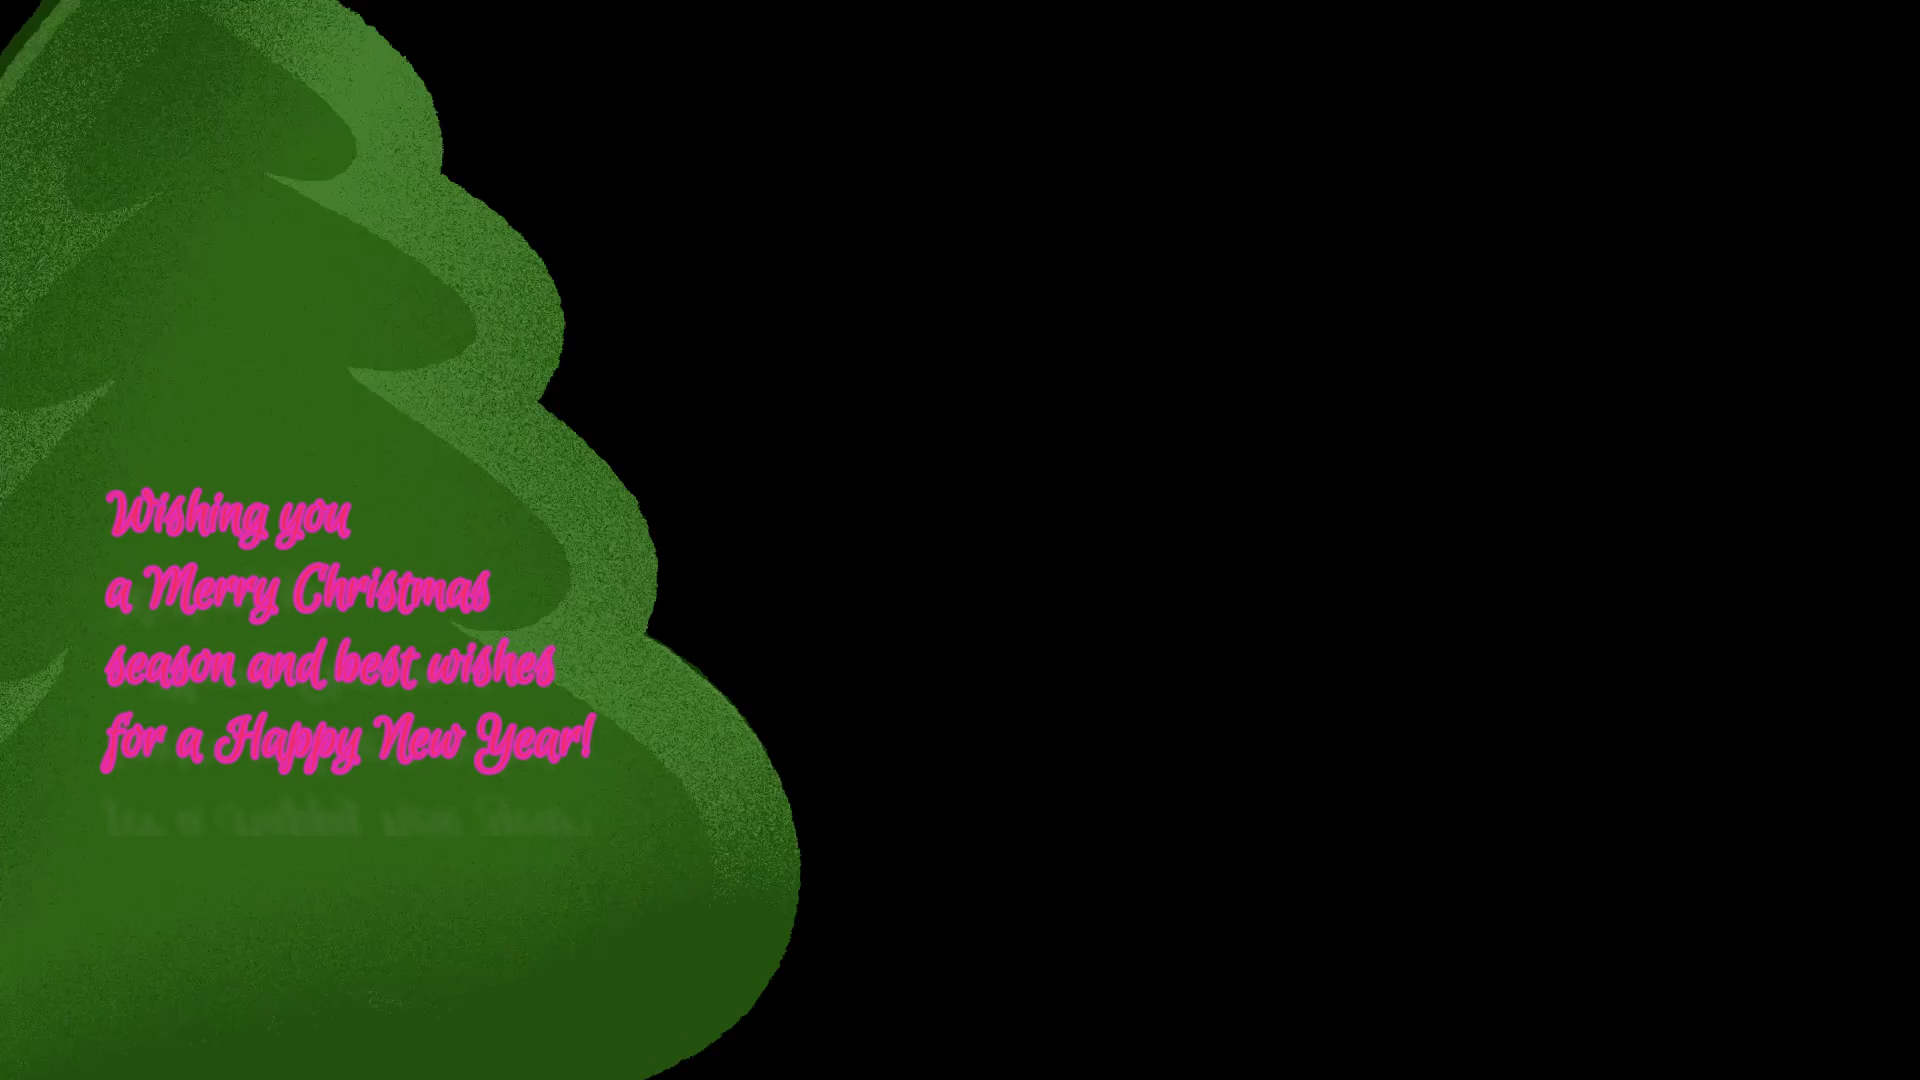 Wishing you
a Merry Christmas
season and best wishes
for a Happy New Year!